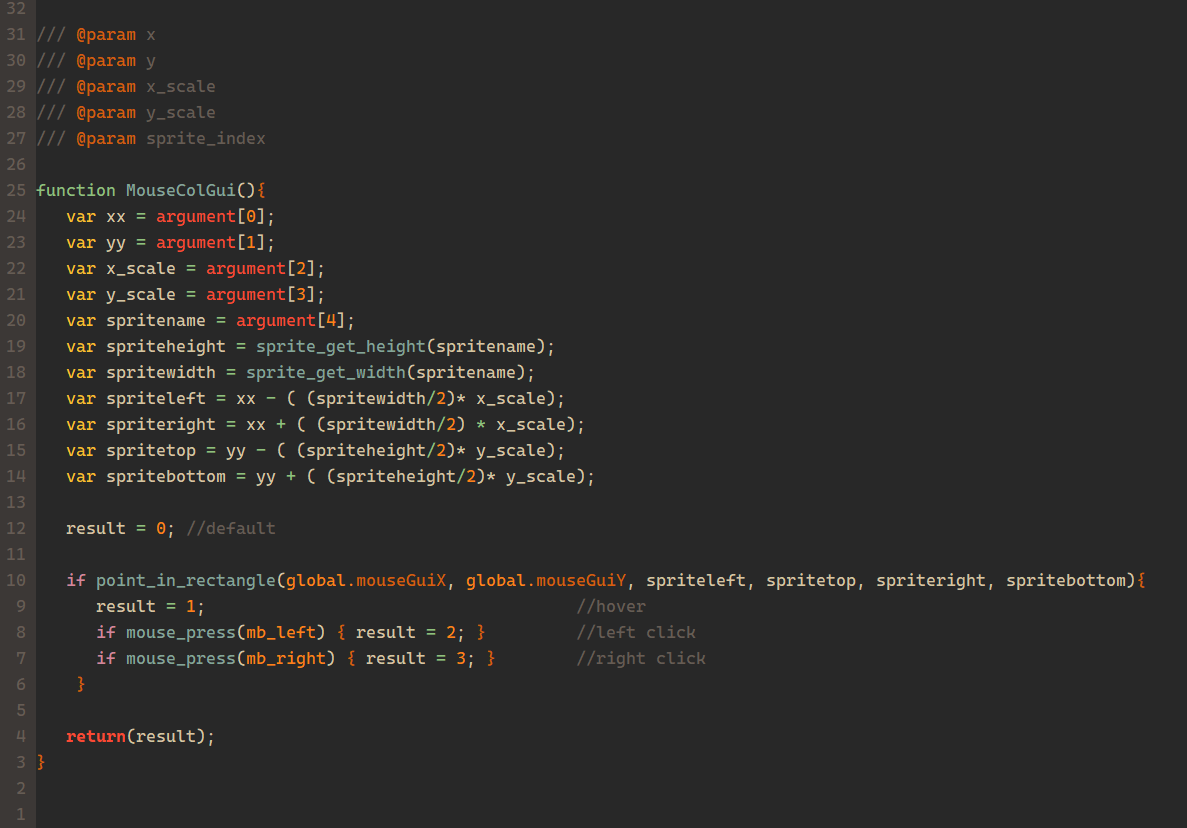 32
31 /// @param x
30 /// @param y
29 /// @param x_scale
28 /// @param y_scale
27 /// @param sprite_index
26
25 function MouseColGui(){
24    var xx = argument[0];
23    var yy = argument[1];
22    var x_scale = argument[2];
21    var y_scale = argument[3];
20    var spritename = argument[4];
19    var spriteheight = sprite_get_height(spritename);
18    var spritewidth = sprite_get_width(spritename);
17    var spriteleft = xx - ( (spritewidth/2)* x_scale);
16    var spriteright = xx + ( (spritewidth/2) * x_scale);
15    var spritetop = yy - ( (spriteheight/2)* y_scale);
14    var spritebottom = yy + ( (spriteheight/2)* y_scale);
13
12    result = 0; //default
11
10    if point_in_rectangle(global.mouseGuiX, global.mouseGuiY, spriteleft, spritetop, spriteright, spritebottom){
9       result = 1;                                     //hover
8       if mouse_press(mb_left) { result = 2; }         //left click
7       if mouse_press(mb_right) { result = 3; }        //right click
6     }
5
4    return(result);
3 }
2
1